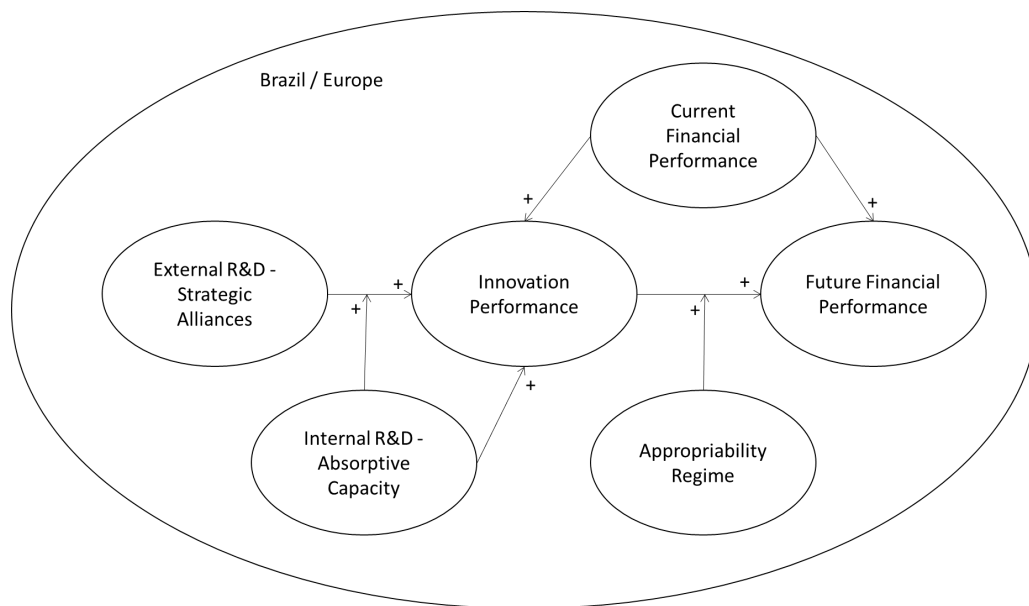 Brazil / Europe
Current
Financial
Performance
+
+
External R&D -
Strategic
Alliances
+
+
Innovation
Performance
+
+
Future Financial
Performance
+
Internal R&D -
Absorptive
Capacity
Appropriability
Regime